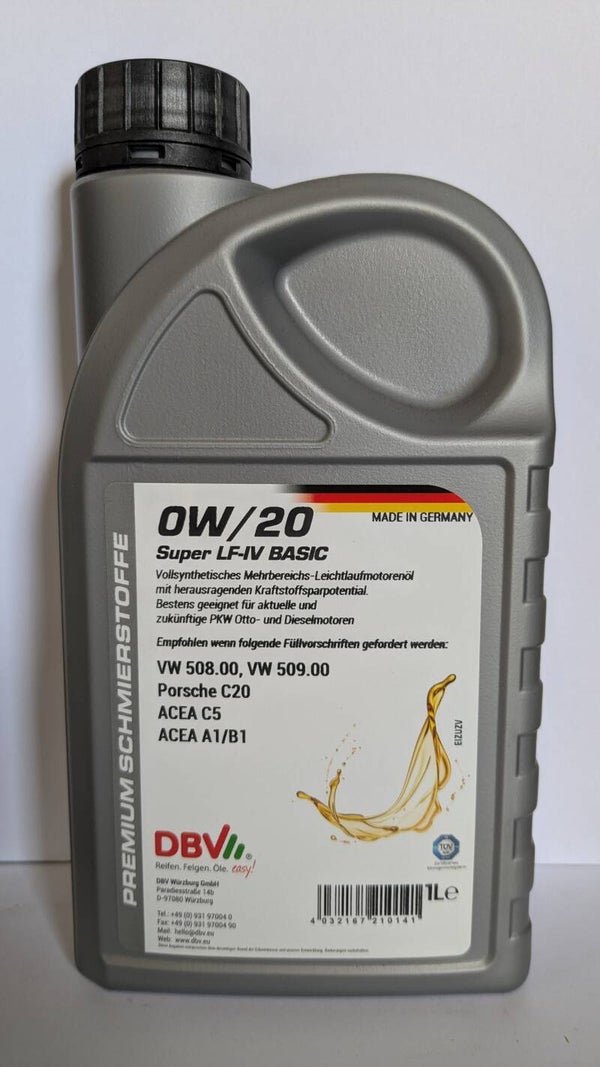 PREMIUM SCHMIERSTOFFE
MADE IN GERMANY
0W/20
Super LF-IV BASIC
Vollsynthetisches Mehrbereichs-Leichtlaufmotorenöl
mit herausragenden Kraftstoffsparpotential.
Bestens geeignet für aktuelle und
zukünftige PKW Otto- und Dieselmotoren
Empfohlen wenn folgende Füllvorschriften gefordert werden:
VW 508.00, VW 509.00
Porsche C20
ACEA C5
ACEA A1/B1
EIZUZIV
DBV®
Reifen. Felgen. Öle. easy!
TÜV
DBV Würzburg GmbH
Paradiesstraße 14b
D-97080 Würzburg
Tel.: +49 (0) 931 97004 0
Fax: +49 (0) 931 97004 90
Mail: hello@dbv.eu
Web: www.dbv.eu
4 032167 210141
1L e